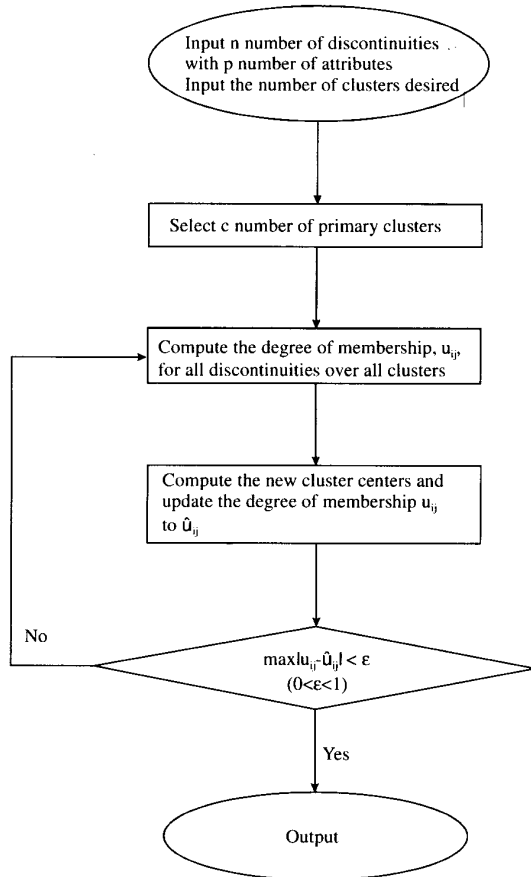 Input n number of discontinuities
with p number of attributes
Input the number of clusters desired
Select c number of primary clusters
Compute the degree of membership, uᵢⱼ,
for all discontinuities over all clusters
Compute the new cluster centers and
update the degree of membership uᵢⱼ
to ûᵢⱼ
No
max|uᵢⱼ-ûᵢⱼ| < ε
(0<ε<1)
Yes
Output